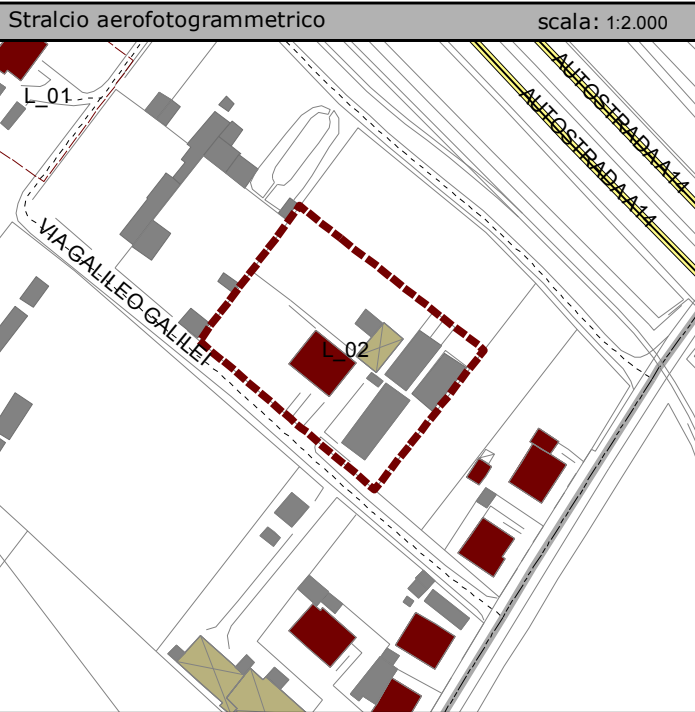 Stralcio aerofotogrammetrico
scala: 1:2.000
L_01
AUTOSTRADA A14
AUTOSTRADA A14
VIA GALILEO GALILEI
L_02